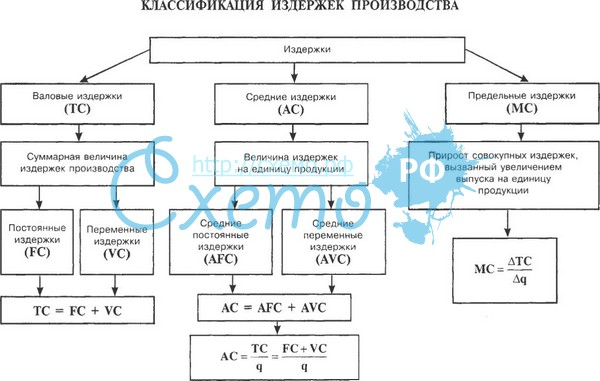 КЛАССИФИКАЦИЯ ИЗДЕРЖЕК ПРОИЗВОДСТВА
Издержки
Валовые издержки
(TC)
Средние издержки
(AC)
Предельные издержки
(MC)
Суммарная величина
издержек производства
Величина издержек
на единицу продукции
Прирост совокупных издержек,
вызванный увеличением
выпуска на единицу
продукции
http://схемо.рф
Схемо
РФ
Постоянные
издержки
(FC)
Переменные
издержки
(VC)
Средние
постоянные
издержки
(AFC)
Средние
переменные
издержки
(AVC)
MC = ΔTC/Δq
TC = FC + VC
AC = AFC + AVC
AC = TC/q = FC+VC/q